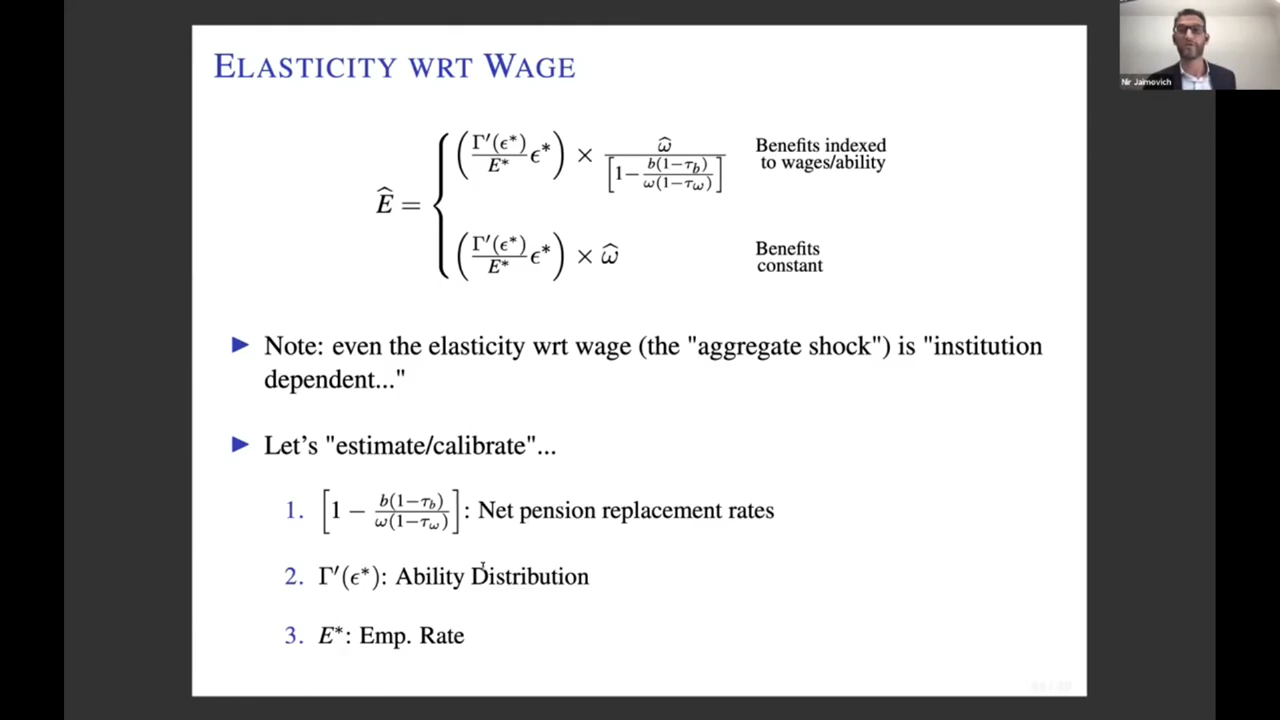 ELASTICITY WRT WAGE
Nir Jaimovich
Ê = { (Γ′(ϵ*)/E* ϵ*) × ω̂/[1 − b(1−τ_b)/ω(1−τ_ω)] Benefits indexed
to wages/ability
(Γ′(ϵ*)/E* ϵ*) × ω̂ Benefits
constant
▶ Note: even the elasticity wrt wage (the "aggregate shock") is "institution
dependent..."
▶ Let's "estimate/calibrate"...
1. [1 − b(1−τ_b)/ω(1−τ_ω)]: Net pension replacement rates
2. Γ′(ϵ*): Ability Distribution
3. E*: Emp. Rate